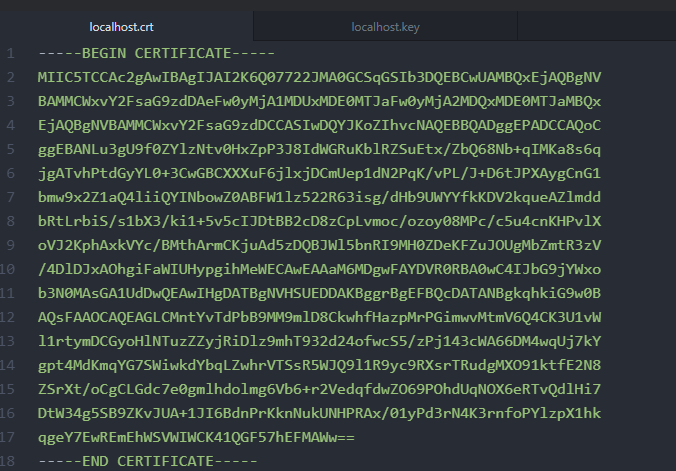 localhost.crt
localhost.key
1 -----BEGIN CERTIFICATE-----
2 MIIC5TCCAc2gAwIBAgIJAI2K6Q07722JMA0GCSqGSIb3DQEBCwUAMBQxEjAQBgNV
3 BAMMCWxvY2FsaG9zdDAeFw0yMjA1MDUxMDE0MTJaFw0yMjA2MDQxMDE0MTJaMBQx
4 EjAQBgNVBAMMCWxvY2FsaG9zdDCCASIwDQYJKoZIhvcNAQEBBQADggEPADCCAQoC
5 ggEBANLu3gU9f0ZYlzNtv0HxZpP3J8IdWGRuKblRZSuEtx/ZbQ68Nb+qIMKa8s6q
6 jgATvhPtdGyYL0+3CwGBCXXXuF6jlxjDCmUep1dN2PqK/vPL/J+D6tJPXAygCnG1
7 bmw9x2Z1aQ4liiQYINbowZ0ABFW1lz522R63isg/dHb9UWYYfkKDV2kqueAZlmdd
8 bRtLrbiS/s1bX3/ki1+5v5cIJDtBB2cD8zCpLvmoc/ozoy08MPc/c5u4cnKHPvlX
9 oVJ2KphAxkVYc/BMthArmCKjuAd5zDQBJWl5bnRI9MH0ZDeKFZuJOUgMbZmtR3zV
10 /4DlDJxAOhgiFaWIUHypgihMeWECAwEAAaM6MDgwFAYDVR0RBA0wC4IJbG9jYWxo
11 b3N0MAsGA1UdDwQEAwIHgDATBgNVHSUEDDAKBggrBgEFBQcDATANBgkqhkiG9w0B
12 AQsFAAOCAQEAGLCMntYvTdPbB9MM9mlD8CkwhfHazpMrPGimwvMtmV6Q4CK3U1vW
13 l1rtymDCGyoHlNTuzZZyjRiDlz9mhT932d24ofwcS5/zPj143cWA66DM4wqUj7kY
14 gpt4MdKmqYG7SWiwkdYbqLZwhrVTSsR5WJQ9l1R9yc9RXsrTRudgMXO91ktfE2N8
15 ZSrXt/oCgCLGdc7e0gmlhdolmg6Vb6+r2VedqfdwZO69POhdUqNOX6eRTvQdlHi7
16 DtW34g5SB9ZKvJUA+1JI6BdnPrKknNukUNHPRAx/01yPd3rN4K3rnfoPYlzpX1hk
17 qgeY7EwREmEhWSVWIWCK41QGF57hEFMAWw==
18 -----END CERTIFICATE-----